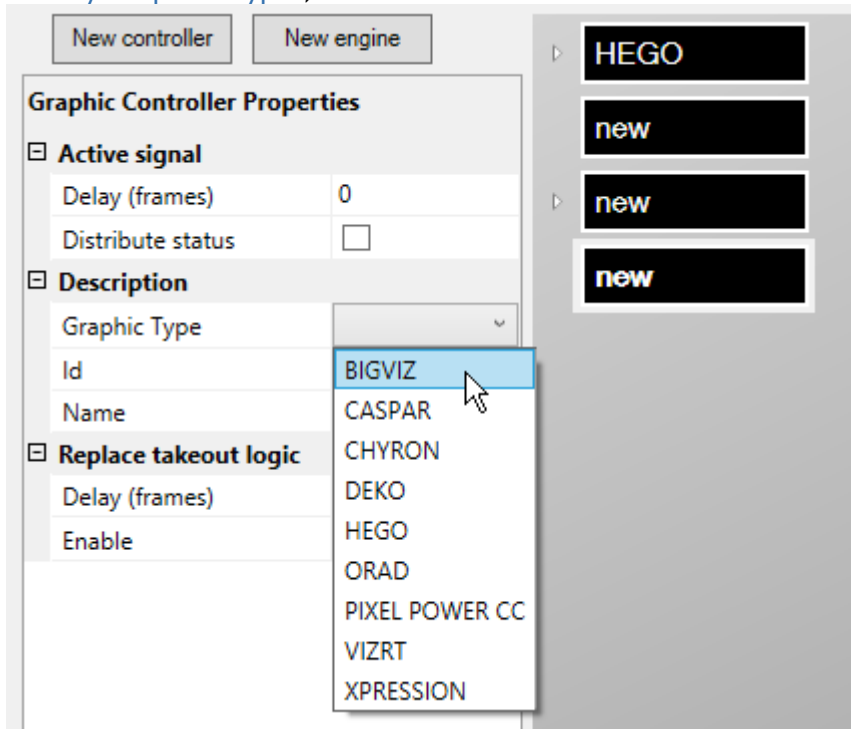 New controller New engine
Graphic Controller Properties
Active signal
Delay (frames) 0
Distribute status
Description
Graphic Type
Id
Name
Replace takeout logic
Delay (frames)
Enable
BIGVIZ
CASPAR
CHYRON
DEKO
HEGO
ORAD
PIXEL POWER CC
VIZRT
XPRESSION
HEGO
new
new
new